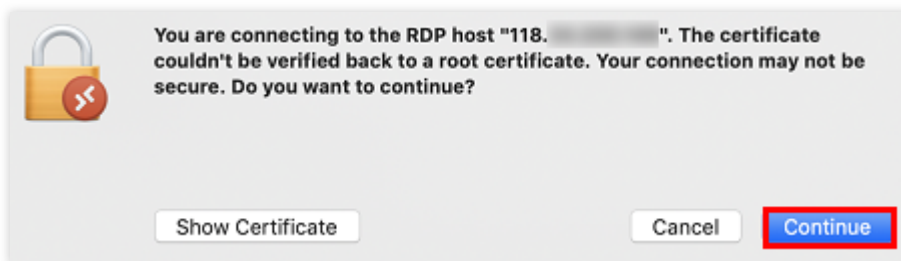 You are connecting to the RDP host "118.          ". The certificate
couldn't be verified back to a root certificate. Your connection may not be
secure. Do you want to continue?
Show Certificate
Cancel
Continue